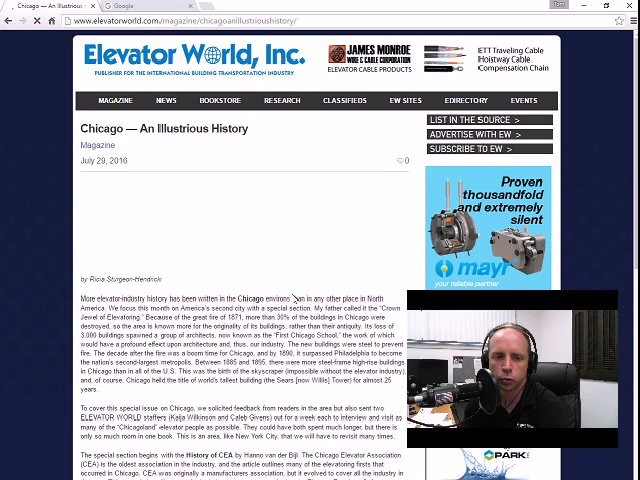 Chicago — An Illustrious
Google
Tom
www.elevatorworld.com/magazine/chicagoanillustrioushistory/
Elevator World, Inc.
PUBLISHER FOR THE INTERNATIONAL BUILDING TRANSPORTATION INDUSTRY
JAMES MONROE
WIRE & CABLE CORPORATION
ELEVATOR CABLE PRODUCTS
IETT Traveling Cable
Hoistway Cable
Compensation Chain
MAGAZINE NEWS BOOKSTORE RESEARCH CLASSIFIEDS EW SITES EDIRECTORY EVENTS
Chicago — An Illustrious History
Magazine
July 29, 2016
0
LIST IN THE SOURCE >
ADVERTISE WITH EW >
SUBSCRIBE TO EW >
Proven
thousandfold
and extremely
silent
mayr
your reliable partner
by Ricia Sturgeon-Hendrick
More elevator-industry history has been written in the Chicago environs than in any other place in North
America. We focus this month on America's second city with a special section. My father called it the "Crown
Jewel of Elevatoring." Because of the great fire of 1871, more than 30% of the buildings in Chicago were
destroyed, so the area is known more for the originality of its buildings, rather than their antiquity. Its loss of
3,000 buildings spawned a group of architects, now known as the "First Chicago School," the work of which
would have a profound effect upon architecture and, thus, our industry. The new buildings were steel to prevent
fire. The decade after the fire was a boom time for Chicago, and by 1890, it surpassed Philadelphia to become
the nation's second-largest metropolis. Between 1885 and 1895, there were more steel-frame high-rise buildings
in Chicago than in all of the U.S. This was the birth of the skyscraper (impossible without the elevator industry),
and, of course, Chicago held the title of world's tallest building (the Sears [now Willis] Tower) for almost 25
years.
To cover this special issue on Chicago, we solicited feedback from readers in the area but also sent two
ELEVATOR WORLD staffers (Kaija Wilkinson and Caleb Givens) out for a week each to interview and visit as
many of the "Chicagoland" elevator people as possible. They could have both spent much longer, but there is
only so much room in one book. This is an area, like New York City, that we will have to revisit many times.
The special section begins with the History of CEA by Hanno van der Bijl. The Chicago Elevator Association
(CEA) is the oldest association in the industry, and the article outlines many of the elevatoring firsts that
occurred in Chicago. CEA was originally a manufacturers association, but it evolved to cover all the industry in
PARK